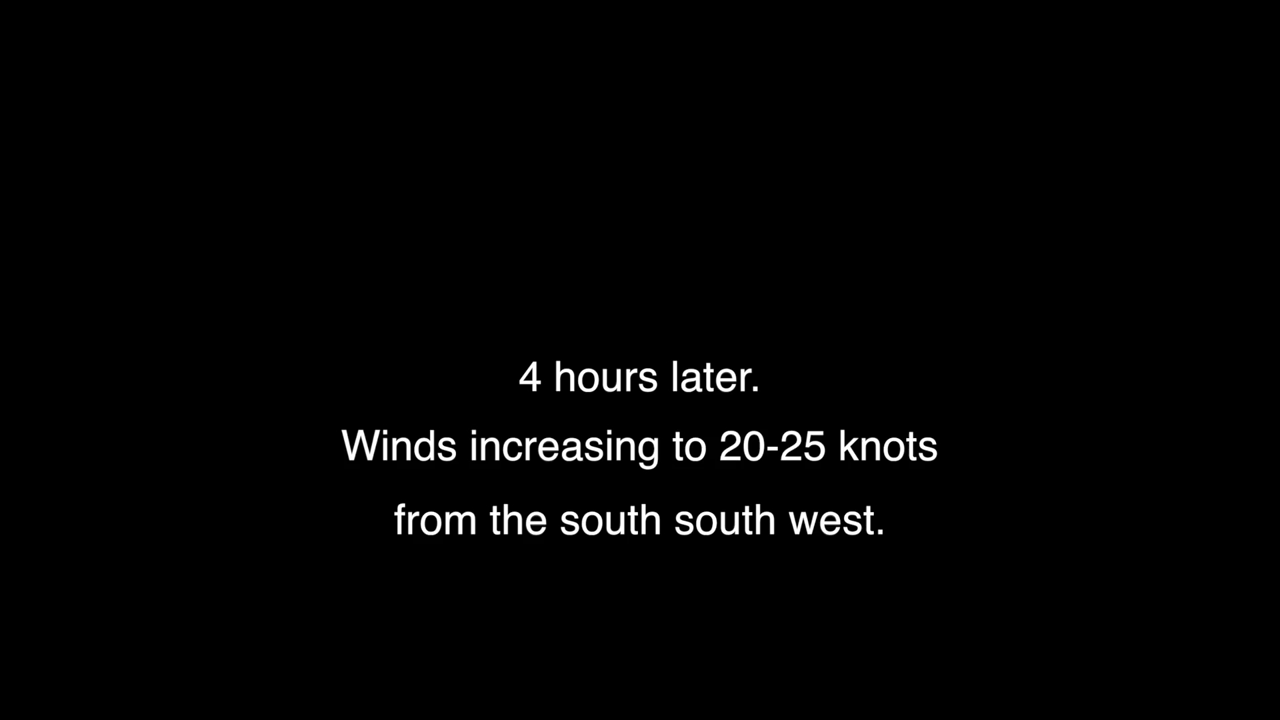 4 hours later.
Winds increasing to 20-25 knots
from the south south west.